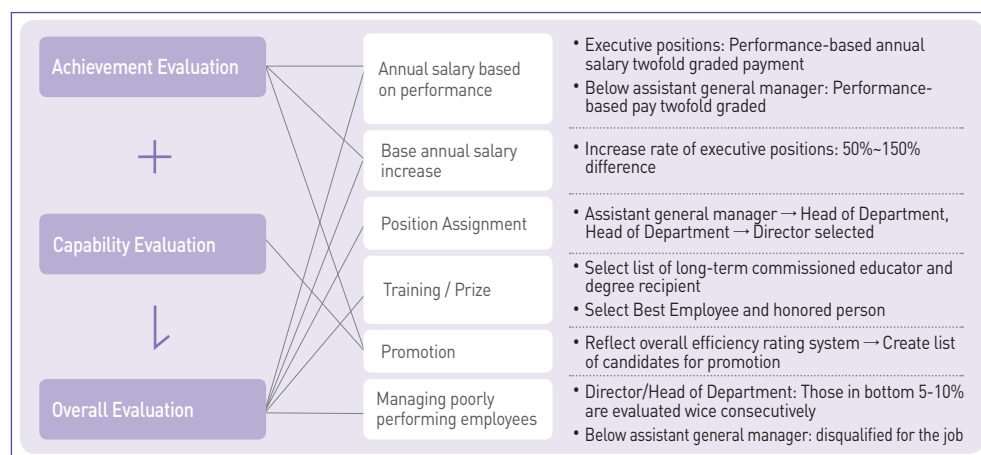 Achievement Evaluation
Capability Evaluation
Overall Evaluation
Annual salary based
on performance
Base annual salary
increase
Position Assignment
Training / Prize
Promotion
Managing poorly
performing employees
• Executive positions: Performance-based annual
salary twofold graded payment
• Below assistant general manager: Performance-
based pay twofold graded
• Increase rate of executive positions: 50%~150%
difference
• Assistant general manager → Head of Department,
Head of Department → Director selected
• Select list of long-term commissioned educator and
degree recipient
• Select Best Employee and honored person
• Reflect overall efficiency rating system → Create list
of candidates for promotion
• Director/Head of Department: Those in bottom 5-10%
are evaluated wice consecutively
• Below assistant general manager: disqualified for the job